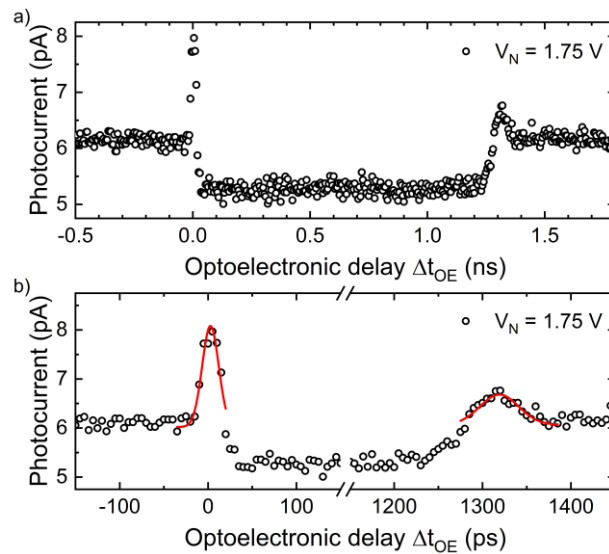 a)
8
7
6
5
Photocurrent (pA)
V_N = 1.75 V
-0.5 0.0 0.5 1.0 1.5
Optoelectronic delay Δt_OE (ns)
b)
8
7
6
5
Photocurrent (pA)
V_N = 1.75 V
-100 0 100 1200 1300 1400
Optoelectronic delay Δt_OE (ps)